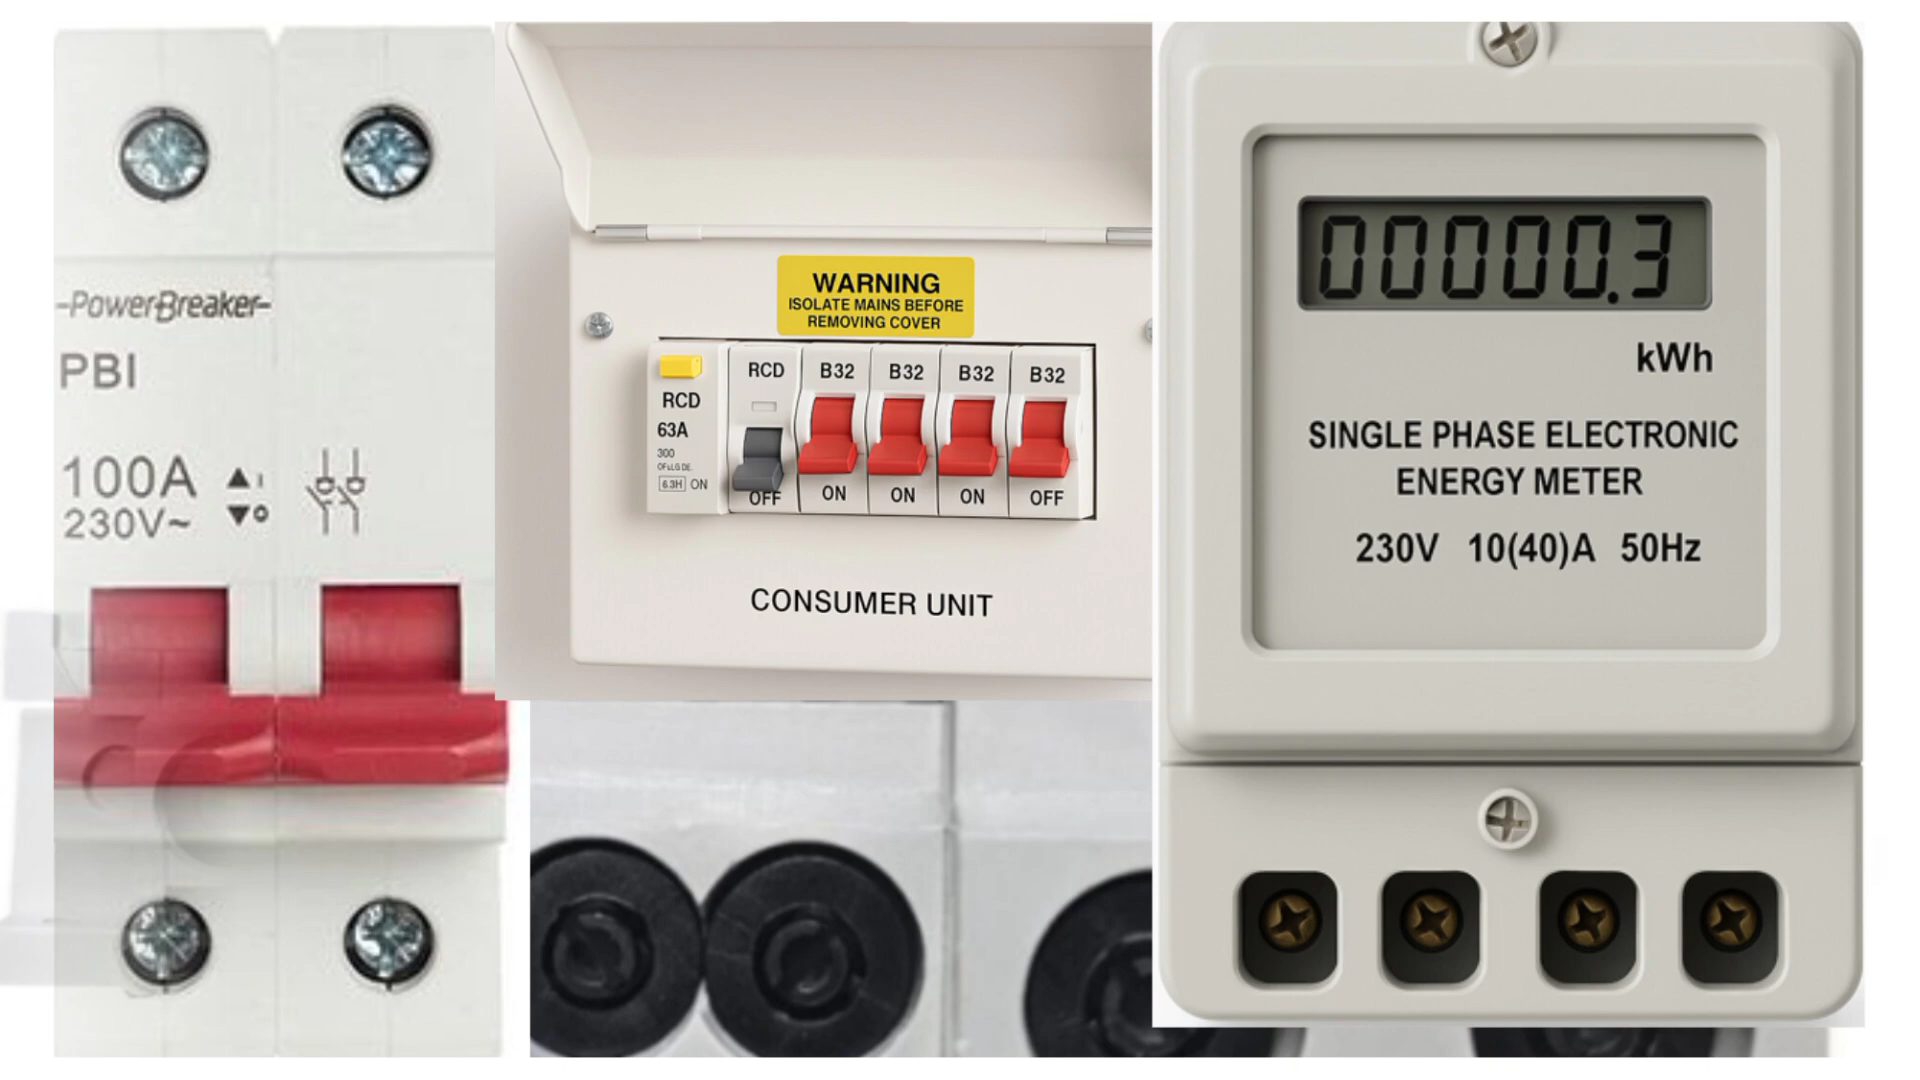 -PowerBreaker-
PBI
100A
230V~
WARNING
ISOLATE MAINS BEFORE
REMOVING COVER
RCD
63A
300
6.3H ON
RCD
OFF
B32
ON
B32
ON
B32
ON
B32
OFF
CONSUMER UNIT
00000.3
kWh
SINGLE PHASE ELECTRONIC
ENERGY METER
230V 10(40)A 50Hz